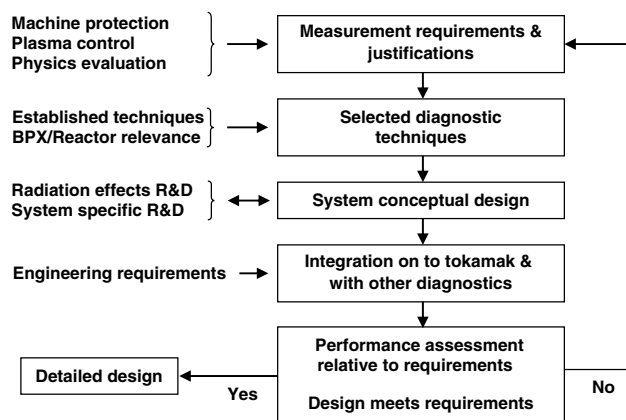 Machine protection
Plasma control
Physics evaluation
Measurement requirements &
justifications
Established techniques
BPX/Reactor relevance
Selected diagnostic
techniques
Radiation effects R&D
System specific R&D
System conceptual design
Engineering requirements
Integration on to tokamak &
with other diagnostics
Performance assessment
relative to requirements
Design meets requirements
Detailed design
Yes
No